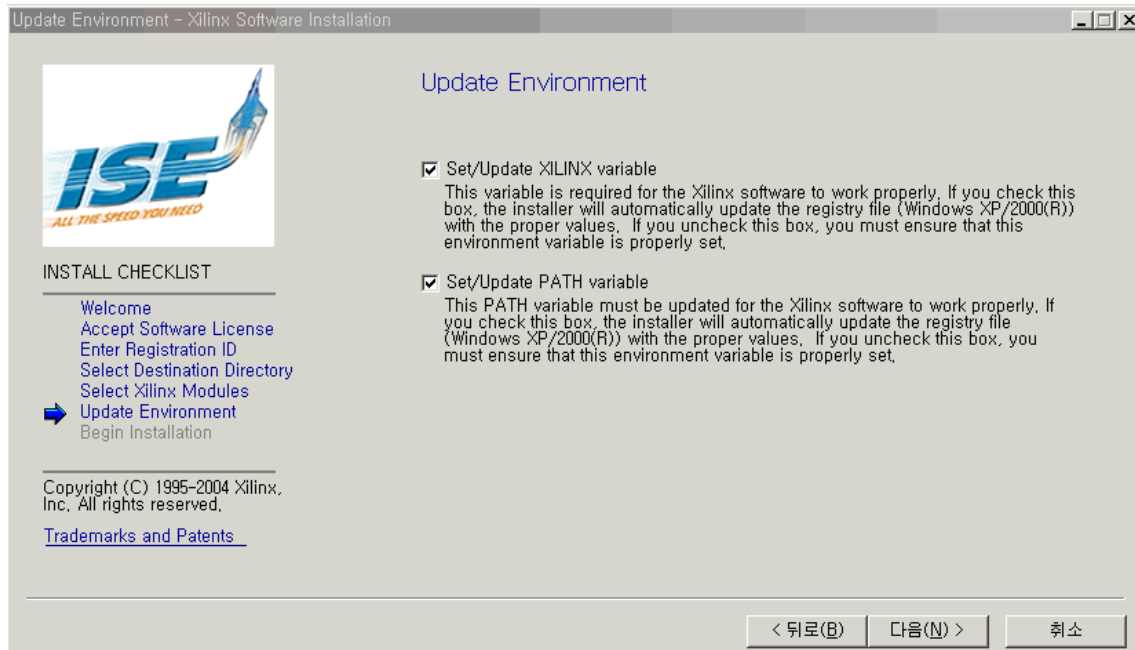 Update Environment - Xilinx Software Installation
ISE
ALL THE SPEED YOU NEED
Update Environment
Set/Update XILINX variable
This variable is required for the Xilinx software to work properly. If you check this
box, the installer will automatically update the registry file (Windows XP/2000(R))
with the proper values. If you uncheck this box, you must ensure that this
environment variable is properly set.
Set/Update PATH variable
This PATH variable must be updated for the Xilinx software to work properly. If
you check this box, the installer will automatically update the registry file
(Windows XP/2000(R)) with the proper values. If you uncheck this box, you
must ensure that this environment variable is properly set.
INSTALL CHECKLIST
Welcome
Accept Software License
Enter Registration ID
Select Destination Directory
Select Xilinx Modules
Update Environment
Begin Installation
Copyright (C) 1995-2004 Xilinx,
Inc. All rights reserved.
Trademarks and Patents
< 뒤로(B)
다음(N) >
취소